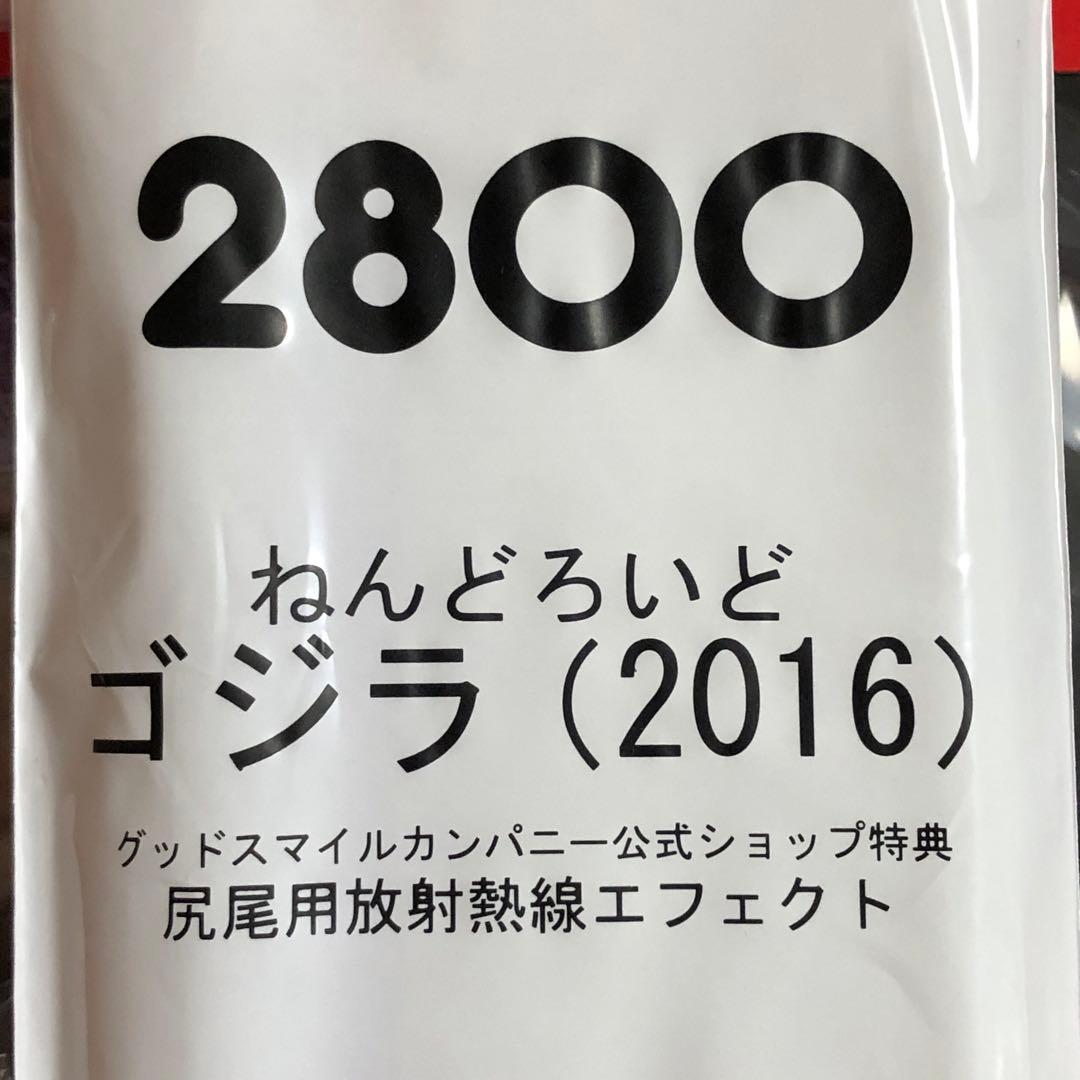 2800
ねんどろいど
ゴジラ（2016）
グッドスマイルカンパニー公式ショップ特典
尻尾用放射熱線エフェクト